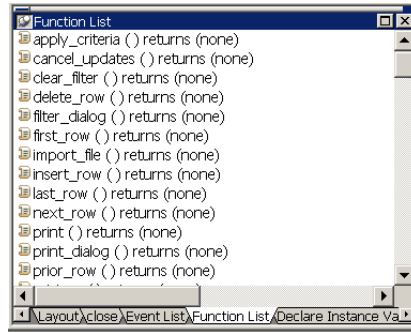 Function List
apply_criteria ( ) returns (none)
cancel_updates ( ) returns (none)
clear_filter ( ) returns (none)
delete_row ( ) returns (none)
filter_dialog ( ) returns (none)
first_row ( ) returns (none)
import_file ( ) returns (none)
insert_row ( ) returns (none)
last_row ( ) returns (none)
next_row ( ) returns (none)
print ( ) returns (none)
print_dialog ( ) returns (none)
prior_row ( ) returns (none)
Layout close Event List Function List Declare Instance Va